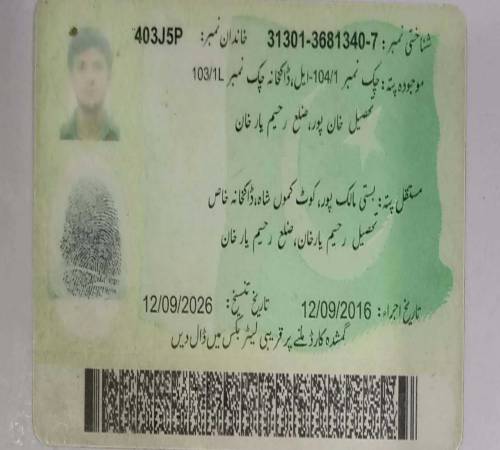 شناختی نمبر: 31301-3681340-7 خاندان نمبر: 403J5P
موجودہ پتہ: چک نمبر 104/1-ایل، ڈاکخانہ چک نمبر 103/1L
تحصیل خان پور، ضلع رحیم یار خان
مستقل پتہ: بستی مالک پور، کوٹ کموں شاہ، ڈاکخانہ خاص
تحصیل رحیم یارخان، ضلع رحیم یار خان
تاریخ اجراء: 12/09/2016 تاریخ تنسیخ: 12/09/2026
گمشدہ کارڈ ملنے پر قریبی لیٹر بکس میں ڈال دیں